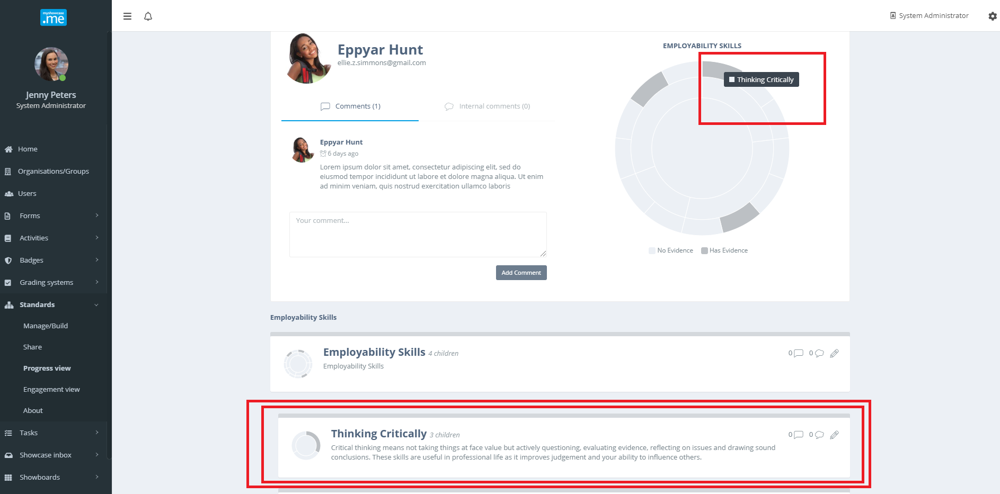 myshowcase
.me
Jenny Peters
System Administrator
Home
Organisations/Groups
Users
Forms
Activities
Badges
Grading systems
Standards
Manage/Build
Share
Progress view
Engagement view
About
Tasks
Showcase inbox
Showboards
System Administrator
Eppyar Hunt
ellie.z.simmons@gmail.com
Comments (1)
Internal comments (0)
Eppyar Hunt
6 days ago
Lorem ipsum dolor sit amet, consectetur adipiscing elit, sed do
eiusmod tempor incididunt ut labore et dolore magna aliqua. Ut enim
ad minim veniam, quis nostrud exercitation ullamco laboris
Your comment...
Add Comment
EMPLOYABILITY SKILLS
Thinking Critically
No Evidence
Has Evidence
Employability Skills
Employability Skills 4 children
0 0
Employability Skills
Thinking Critically 3 children
0 0
Critical thinking means not taking things at face value but actively questioning, evaluating evidence, reflecting on issues and drawing sound
conclusions. These skills are useful in professional life as it improves judgement and your ability to influence others.